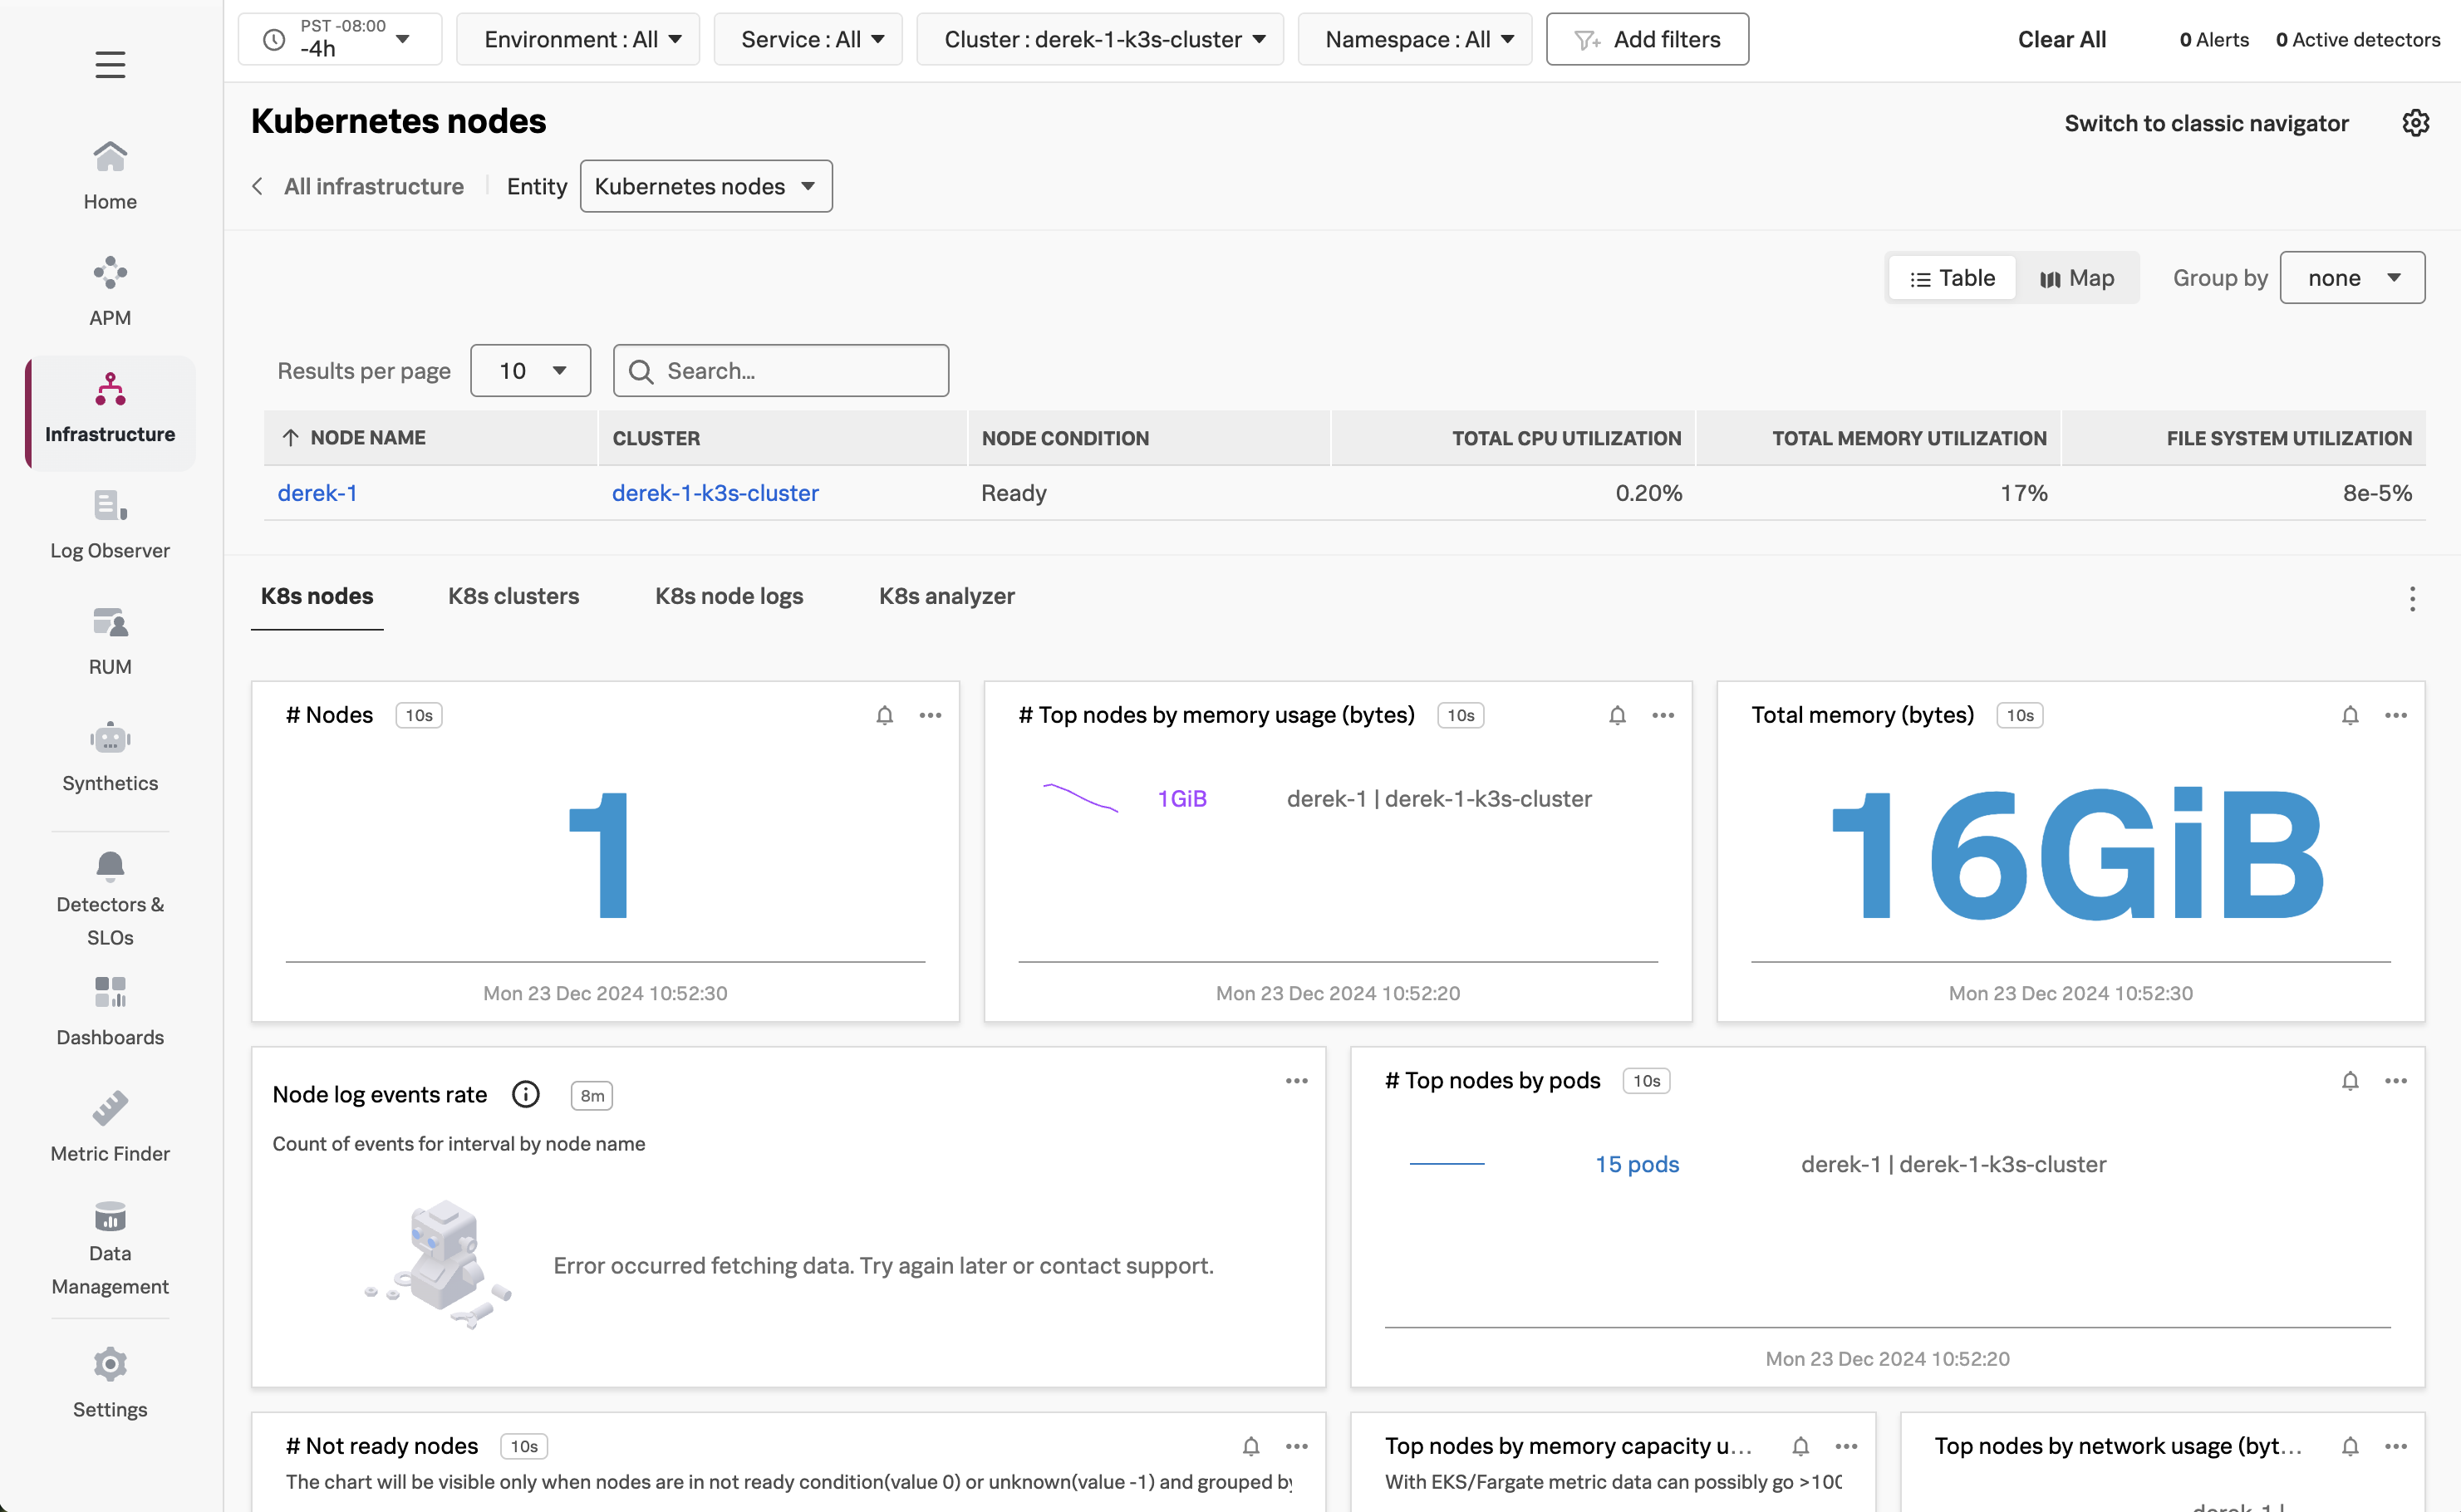 PST -08:00
-4h
Environment : All
Service : All
Cluster : derek-1-k3s-cluster
Namespace : All
Add filters
Clear All
0 Alerts
0 Active detectors
Home
APM
Infrastructure
Log Observer
RUM
Synthetics
Detectors &
SLOs
Dashboards
Metric Finder
Data
Management
Settings
Kubernetes nodes
Switch to classic navigator
All infrastructure
Entity
Kubernetes nodes
Table
Map
Group by
none
Results per page
10
Search...
NODE NAME
CLUSTER
NODE CONDITION
TOTAL CPU UTILIZATION
TOTAL MEMORY UTILIZATION
FILE SYSTEM UTILIZATION
derek-1
derek-1-k3s-cluster
Ready
0.20%
17%
8e-5%
K8s nodes
K8s clusters
K8s node logs
K8s analyzer
# Nodes
10s
1
Mon 23 Dec 2024 10:52:30
# Top nodes by memory usage (bytes)
10s
1GiB
derek-1 | derek-1-k3s-cluster
Mon 23 Dec 2024 10:52:20
Total memory (bytes)
10s
16GiB
Mon 23 Dec 2024 10:52:30
Node log events rate
8m
Count of events for interval by node name
Error occurred fetching data. Try again later or contact support.
# Top nodes by pods
10s
15 pods
derek-1 | derek-1-k3s-cluster
Mon 23 Dec 2024 10:52:20
# Not ready nodes
10s
The chart will be visible only when nodes are in not ready condition(value 0) or unknown(value -1) and grouped by
Top nodes by memory capacity u...
With EKS/Fargate metric data can possibly go >100
Top nodes by network usage (byt...
derek-1 |